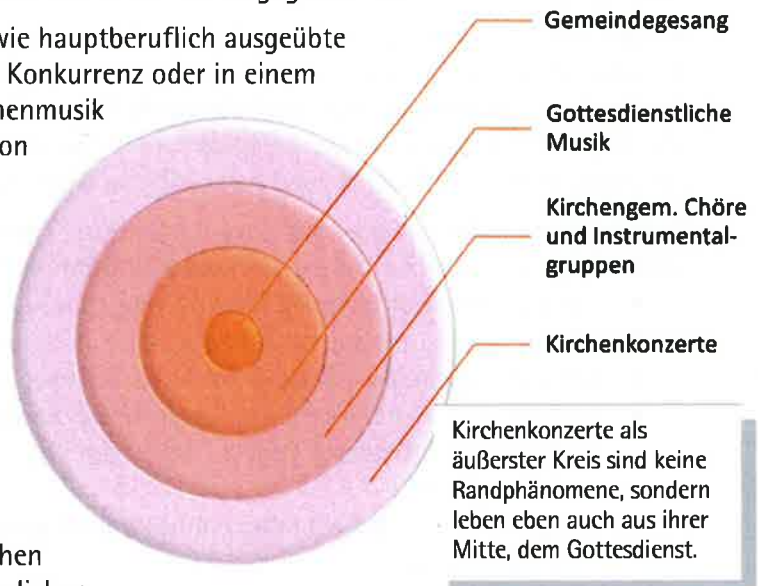 wie hauptberuflich ausgeübte
Konkurrenz oder in einem
henmusik
on
Gemeindegesang
Gottesdienstliche
Musik
Kirchengem. Chöre
und Instrumental-
gruppen
Kirchenkonzerte
Kirchenkonzerte als
äußerster Kreis sind keine
Randphänomene, sondern
leben eben auch aus ihrer
Mitte, dem Gottesdienst.
hen